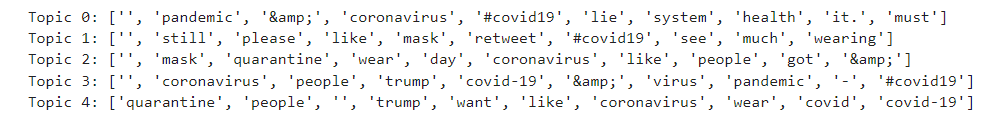 Topic 0: ['', 'pandemic', '&amp;', 'coronavirus', '#covid19', 'lie', 'system', 'health', 'it.', 'must']
Topic 1: ['', 'still', 'please', 'like', 'mask', 'retweet', '#covid19', 'see', 'much', 'wearing']
Topic 2: ['', 'mask', 'quarantine', 'wear', 'day', 'coronavirus', 'like', 'people', 'got', '&amp;']
Topic 3: ['', 'coronavirus', 'people', 'trump', 'covid-19', '&amp;', 'virus', 'pandemic', '-', '#covid19']
Topic 4: ['quarantine', 'people', '', 'trump', 'want', 'like', 'coronavirus', 'wear', 'covid', 'covid-19']